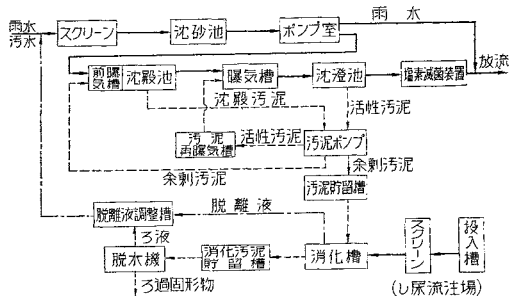 雨水
雨水
汚水
スクリーン
沈砂池
ポンプ室
放流
前曝
気槽
沈殿池
曝気槽
沈澄池
塩素滅菌装置
沈殿汚泥
活性汚泥
汚泥
再曝気槽
活性汚泥
汚泥ポンプ
余剰汚泥
余剰汚泥
汚泥貯留槽
脱離液
脱離液調整槽
ろ液
脱水機
消化汚泥
貯留槽
消化槽
スクリーン
投入槽
ろ過固形物
(し尿流注場)